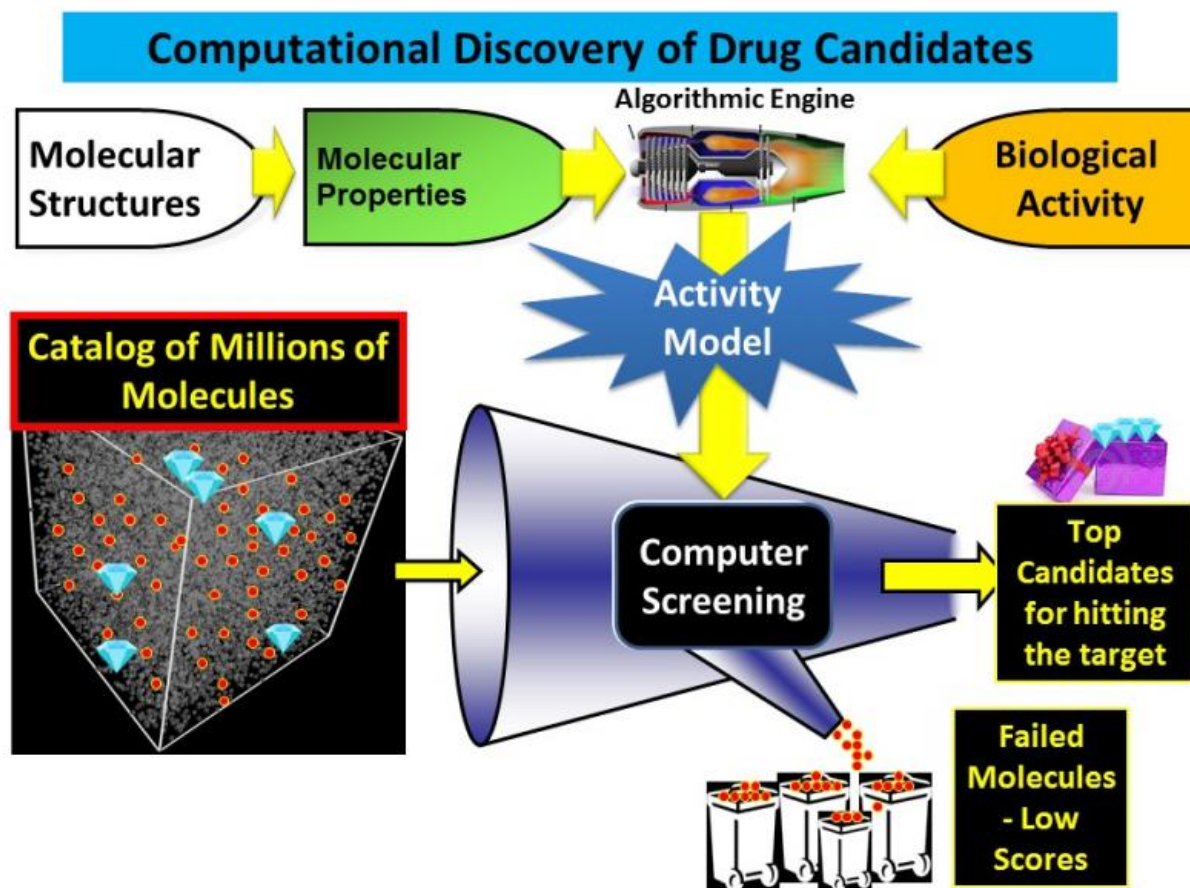 Computational Discovery of Drug Candidates
Algorithmic Engine
Molecular
Structures
Molecular
Properties
Biological
Activity
Activity
Model
Catalog of Millions of
Molecules
Computer
Screening
Top
Candidates
for hitting
the target
Failed
Molecules
- Low
Scores